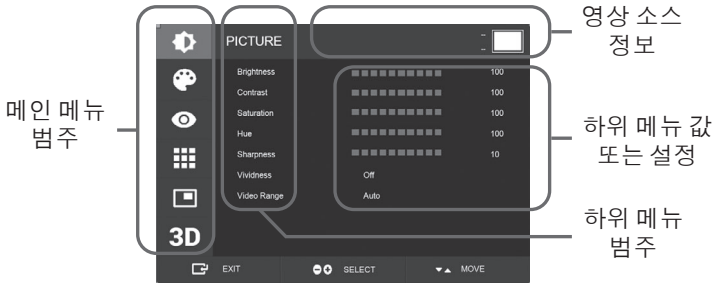 영상 소스
정보
PICTURE
Brightness 100
Contrast 100
Saturation 100
Hue 100
Sharpness 10
Vividness Off
Video Range Auto
3D
EXIT SELECT MOVE
메인 메뉴
범주
하위 메뉴 값
또는 설정
하위 메뉴
범주